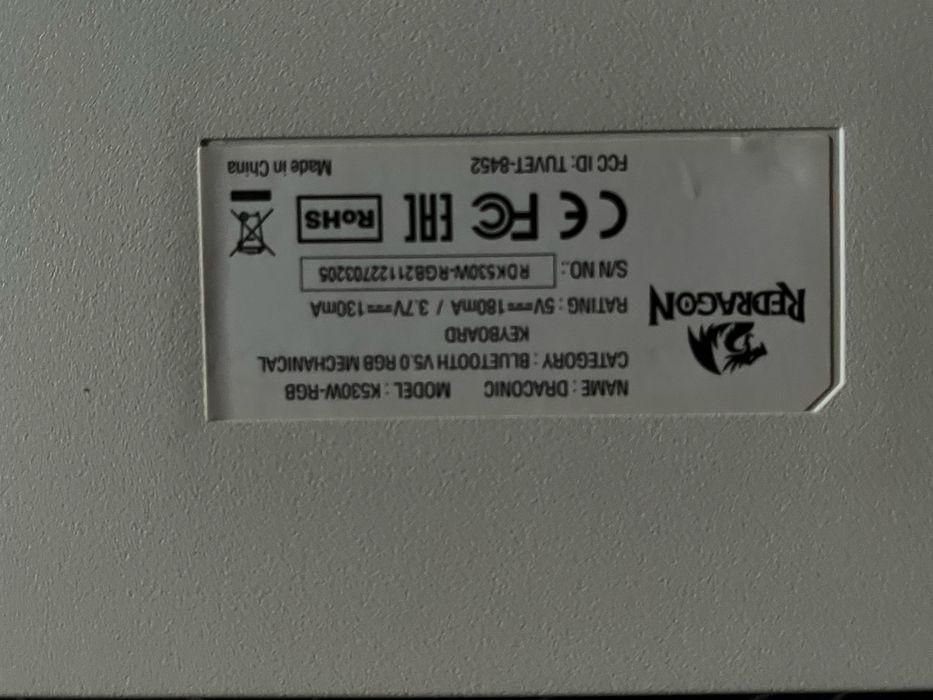 REDRAGON
NAME : DRACONIC MODEL : K530W-RGB
CATEGORY : BLUETOOTH V5.0 RGB MECHANICAL
KEYBOARD
RATING : 5V⎓180mA / 3.7V⎓130mA
S/N NO.: RDK530W-RGB21122703205
CE FC EAC RoHS
FCC ID: TUVET-8452 Made in China